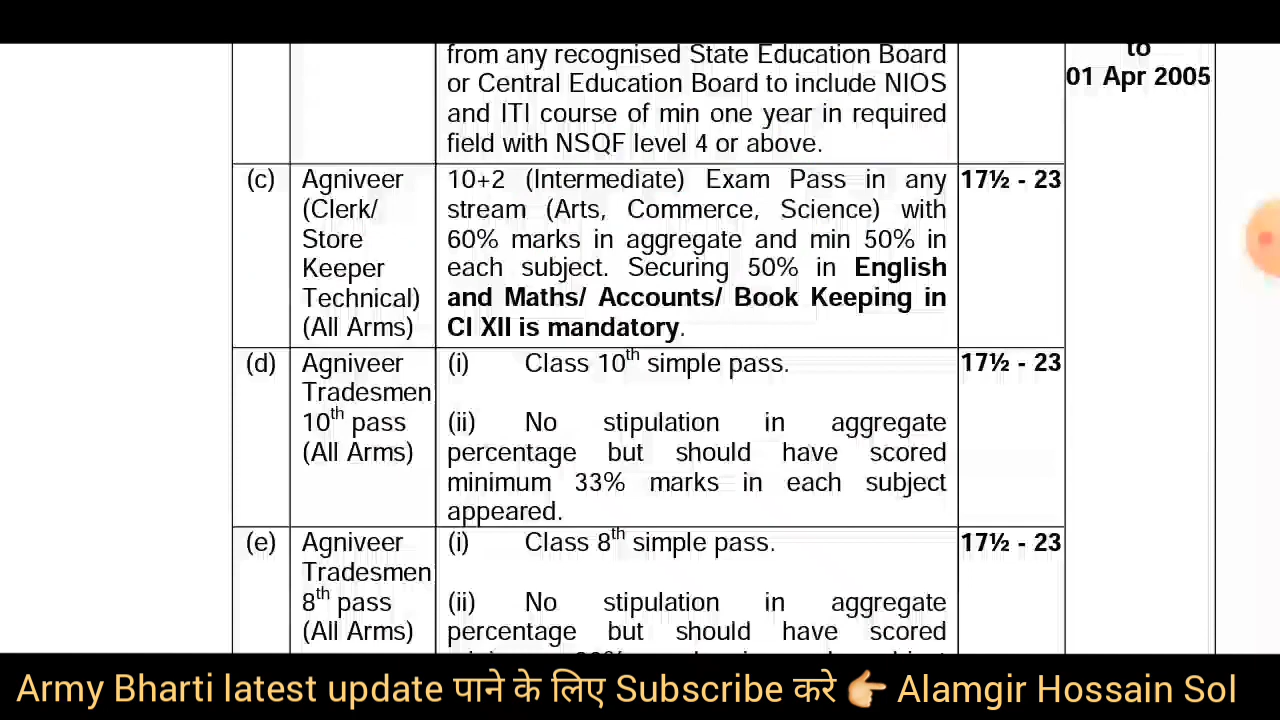 from any recognised State Education Board
to
or Central Education Board to include NIOS
01 Apr 2005
and ITI course of min one year in required
field with NSQF level 4 or above.
(c) Agniveer 10+2 (Intermediate) Exam Pass in any 17½ - 23
(Clerk/ stream (Arts, Commerce, Science) with
Store 60% marks in aggregate and min 50% in
Keeper each subject. Securing 50% in English
Technical) and Maths/ Accounts/ Book Keeping in
(All Arms) Cl XII is mandatory.
(d) Agniveer (i) Class 10th simple pass. 17½ - 23
Tradesmen
10th pass (ii) No stipulation in aggregate
(All Arms) percentage but should have scored
minimum 33% marks in each subject
appeared.
(e) Agniveer (i) Class 8th simple pass. 17½ - 23
Tradesmen
8th pass (ii) No stipulation in aggregate
(All Arms) percentage but should have scored
Army Bharti latest update पाने के लिए Subscribe करे 👉 Alamgir Hossain Sol